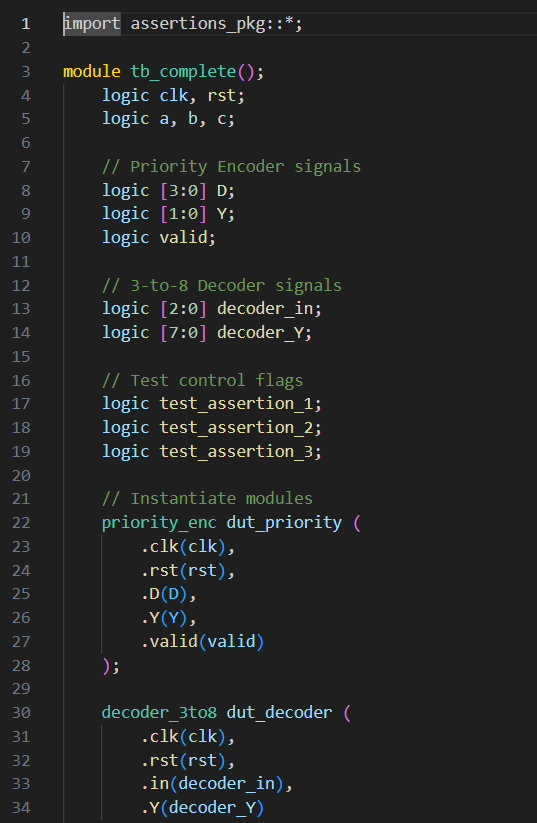 1 import assertions_pkg::*;
2
3 module tb_complete();
4 logic clk, rst;
5 logic a, b, c;
6
7 // Priority Encoder signals
8 logic [3:0] D;
9 logic [1:0] Y;
10 logic valid;
11
12 // 3-to-8 Decoder signals
13 logic [2:0] decoder_in;
14 logic [7:0] decoder_Y;
15
16 // Test control flags
17 logic test_assertion_1;
18 logic test_assertion_2;
19 logic test_assertion_3;
20
21 // Instantiate modules
22 priority_enc dut_priority (
23 .clk(clk),
24 .rst(rst),
25 .D(D),
26 .Y(Y),
27 .valid(valid)
28 );
29
30 decoder_3to8 dut_decoder (
31 .clk(clk),
32 .rst(rst),
33 .in(decoder_in),
34 .Y(decoder_Y)